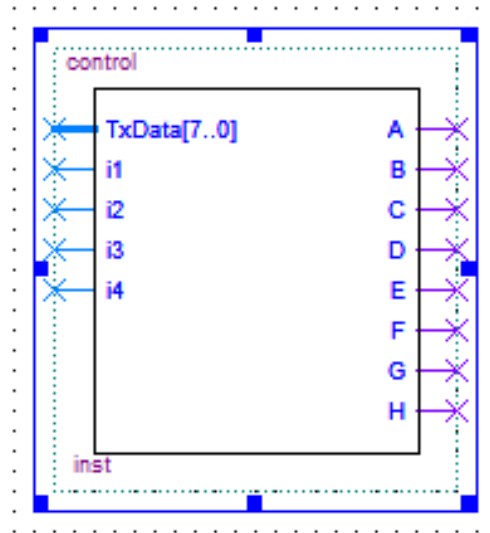 control
TxData[7..0] A
i1 B
i2 C
i3 D
i4 E
F
G
H
inst